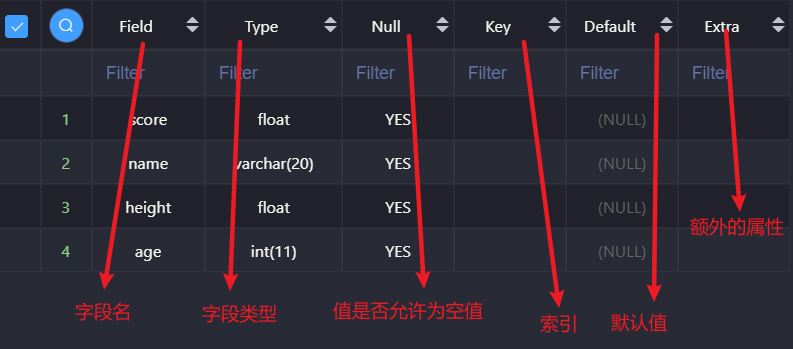 Field Type Null Key Default Extra
Filter Filter Filter Filter Filter Filter
1 score float YES (NULL)
2 name varchar(20) YES (NULL)
3 height float YES (NULL)
4 age int(11) YES (NULL)
额外的属性
字段名 字段类型 值是否允许为空值 索引 默认值